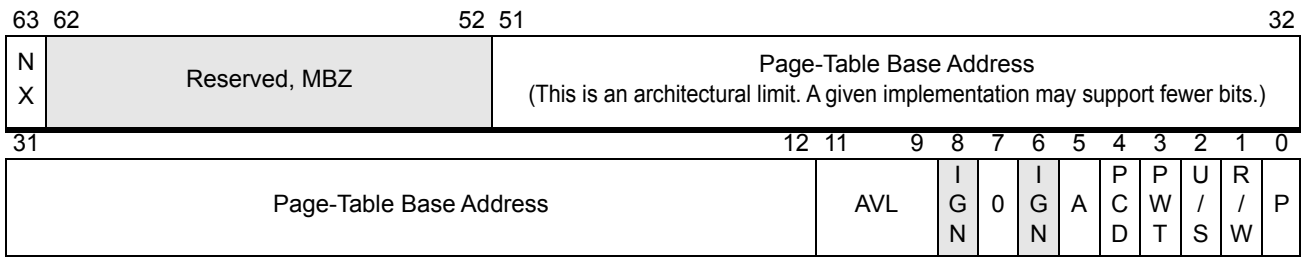 63 62 52 51 32
N X Reserved, MBZ Page-Table Base Address
(This is an architectural limit. A given implementation may support fewer bits.)
31 12 11 9 8 7 6 5 4 3 2 1 0
Page-Table Base Address AVL I G N 0 I G N A P C D P W T U / S R / W P